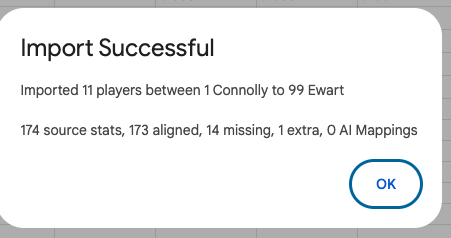 Import Successful
Imported 11 players between 1 Connolly to 99 Ewart
174 source stats, 173 aligned, 14 missing, 1 extra, 0 AI Mappings
OK